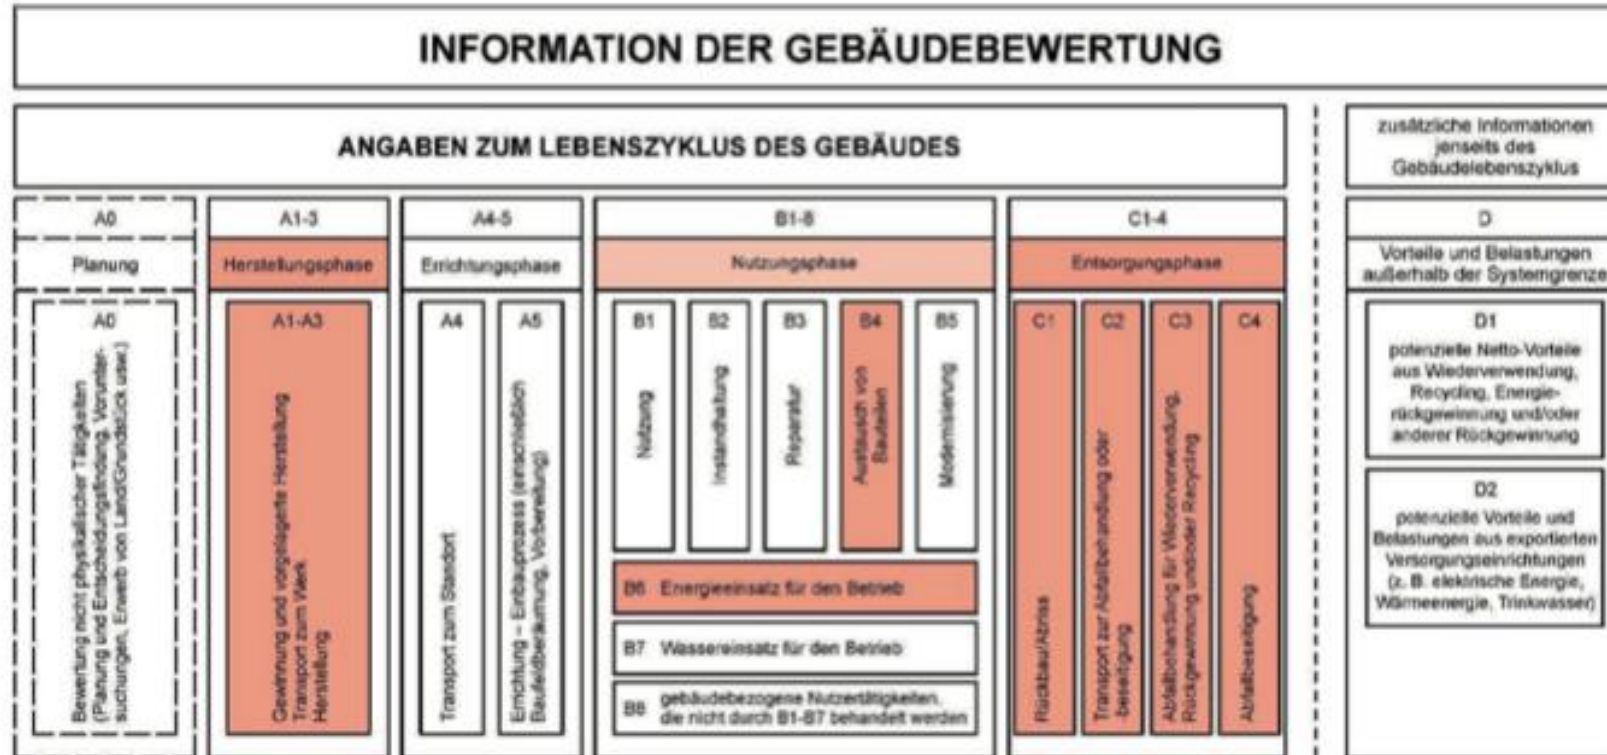 INFORMATION DER GEBÄUDEBEWERTUNG
ANGABEN ZUM LEBENSZYKLUS DES GEBÄUDES
zusätzliche Informationen
jenseits des
Gebäudelebenszyklus
A0
Planung
A0
Bewertung nicht physikalischer Tätigkeiten
(Planung und Entscheidungsfindung, Vorunter-
suchungen, Erwerb von Land/Grundstück usw.)
A1-3
Herstellungsphase
A1-A3
Gewinnung und vorgelagerte Herstellung
Transport zum Werk
Herstellung
A4-5
Errichtungsphase
A4
Transport zum Standort
A5
Errichtung – Einbauprozess (einschließlich
Baufeldberäumung, Vorbereitung)
B1-8
Nutzungsphase
B1
Nutzung
B2
Instandhaltung
B3
Reparatur
B4
Austausch von
Bauteilen
B5
Modernisierung
B6 Energieeinsatz für den Betrieb
B7 Wassereinsatz für den Betrieb
B8 gebäudebezogene Nutzertätigkeiten,
die nicht durch B1-B7 behandelt werden
C1-4
Entsorgungsphase
C1
Rückbau/Abriss
C2
Transport zur Abfallbehandlung oder
-beseitigung
C3
Abfallbehandlung für Wiederverwendung,
Rückgewinnung und/oder Recycling
C4
Abfallbeseitigung
D
Vorteile und Belastungen
außerhalb der Systemgrenze
D1
potenzielle Netto-Vorteile
aus Wiederverwendung,
Recycling, Energie-
rückgewinnung und/oder
anderer Rückgewinnung
D2
potenzielle Vorteile und
Belastungen aus exportierten
Versorgungseinrichtungen
(z. B. elektrische Energie,
Wärmeenergie, Trinkwasser)